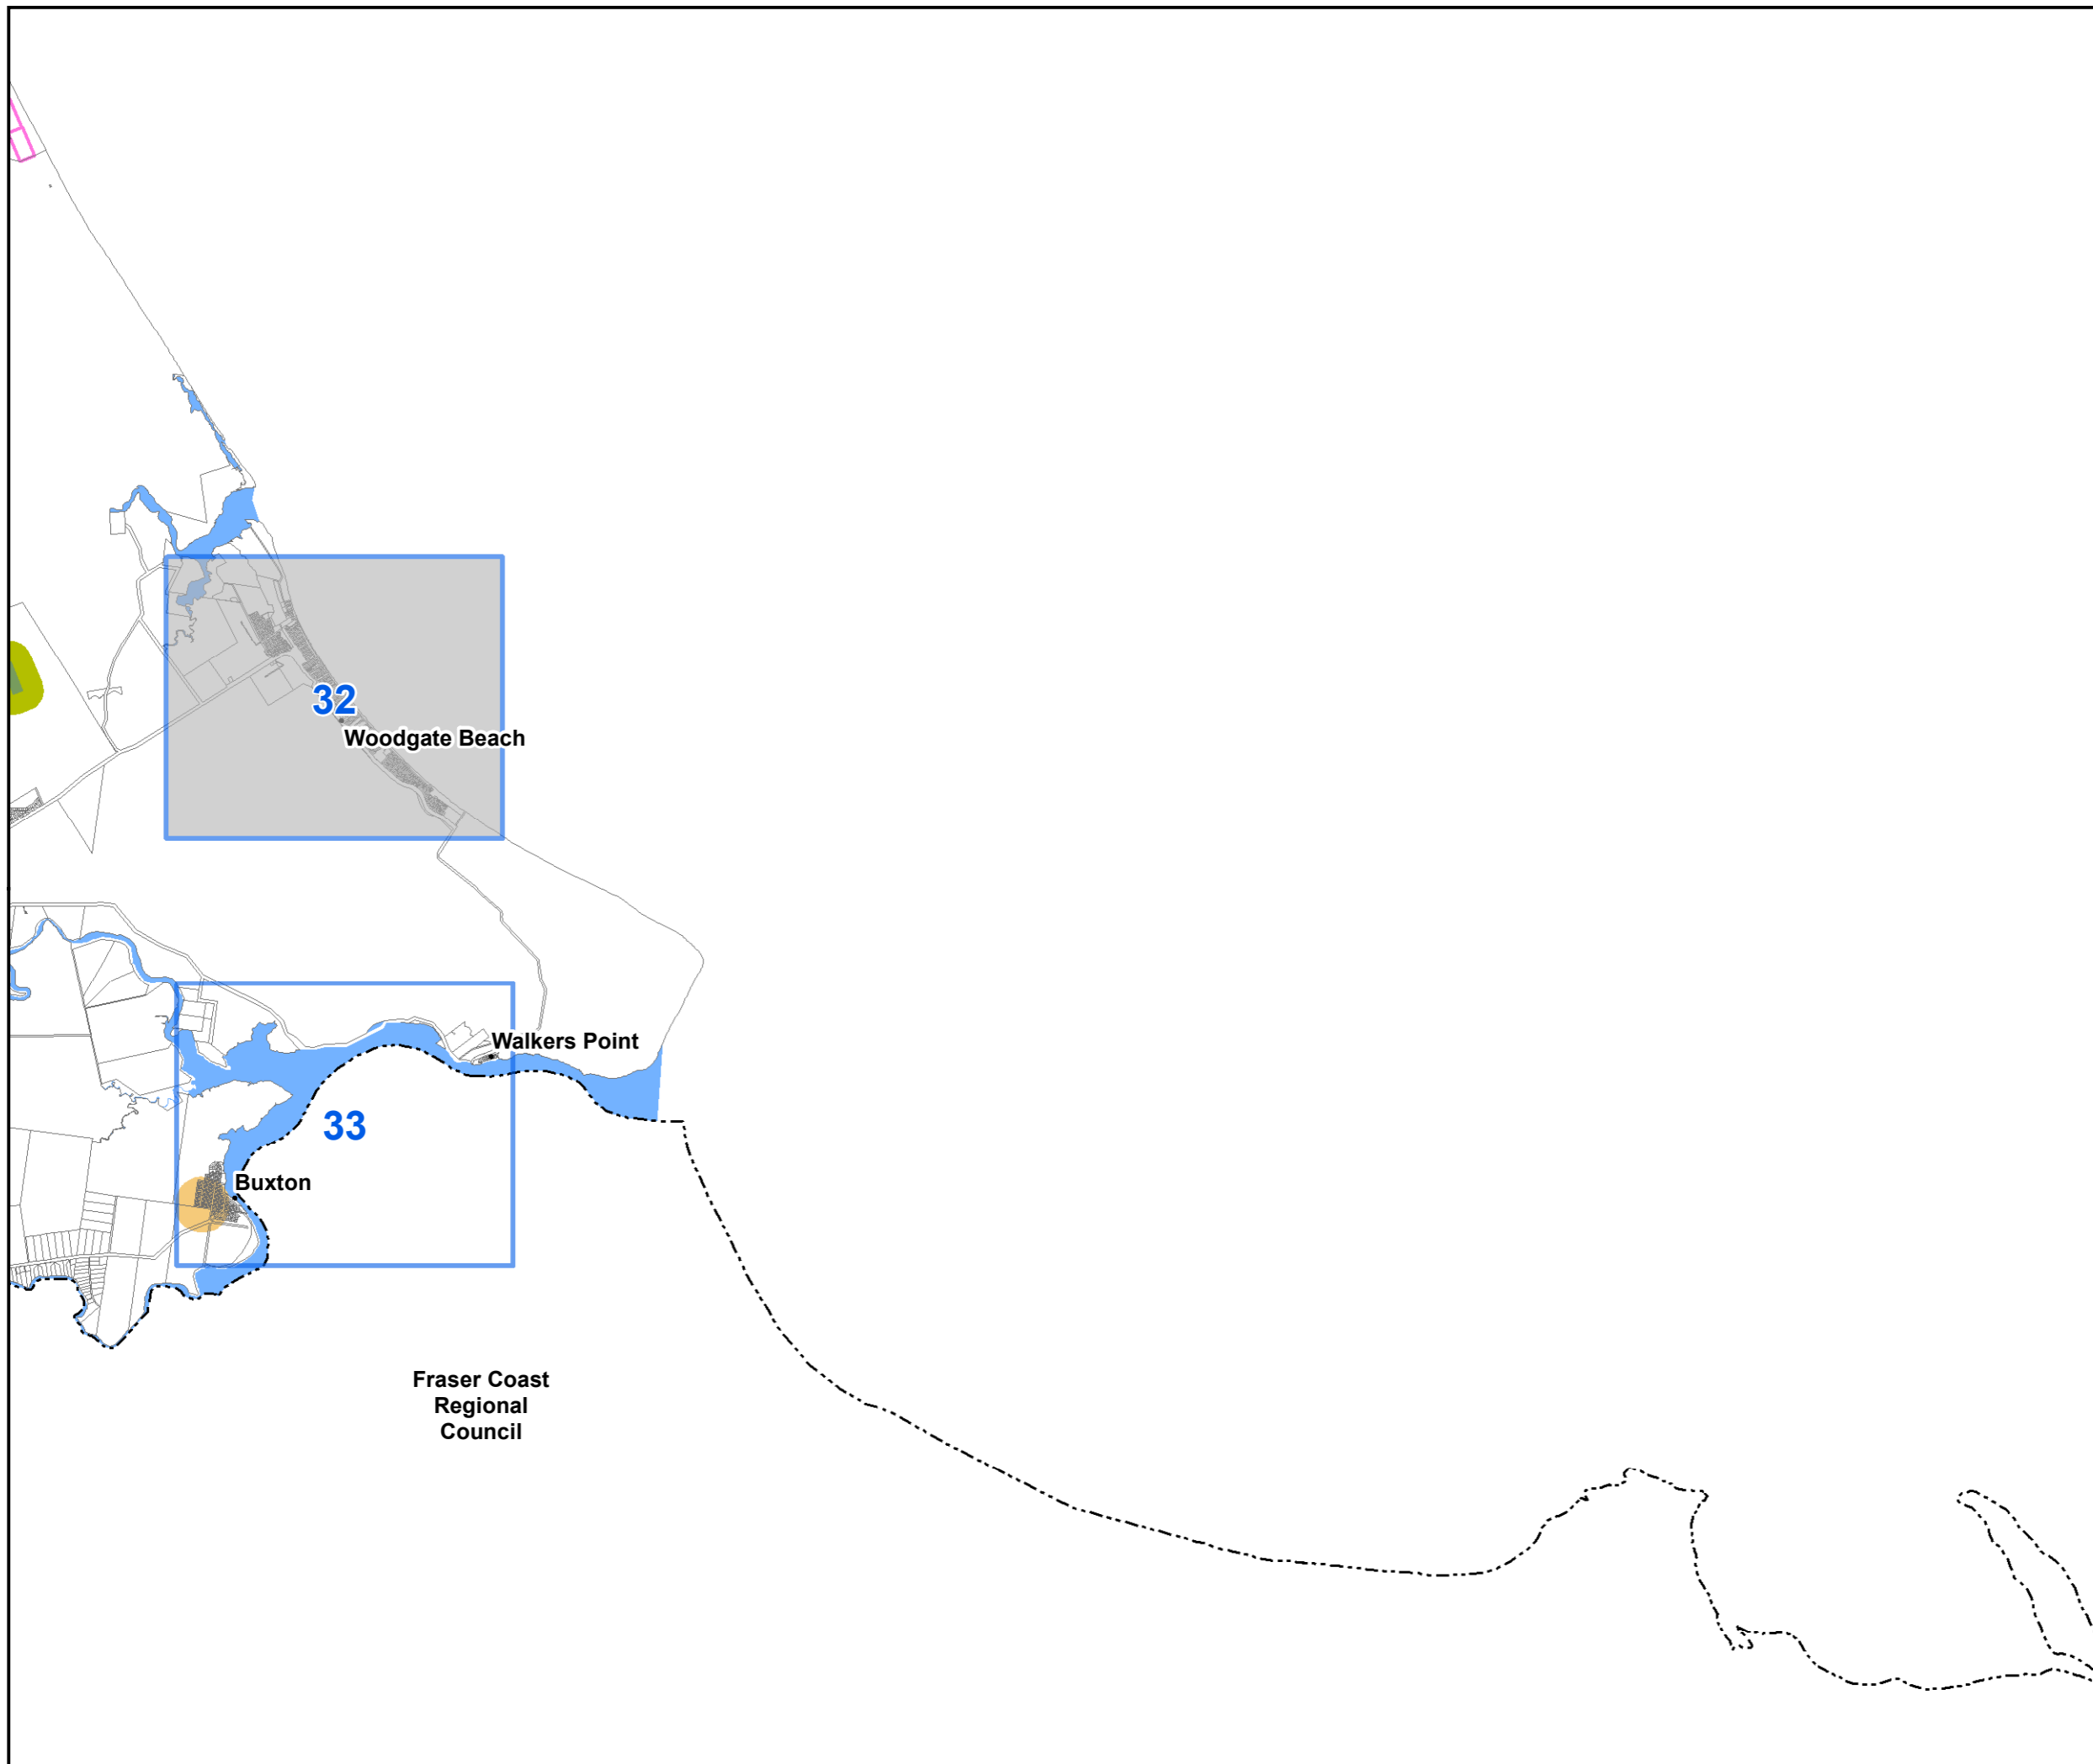 32
Woodgate Beach
Walkers Point
33
Buxton
Fraser Coast
Regional
Council